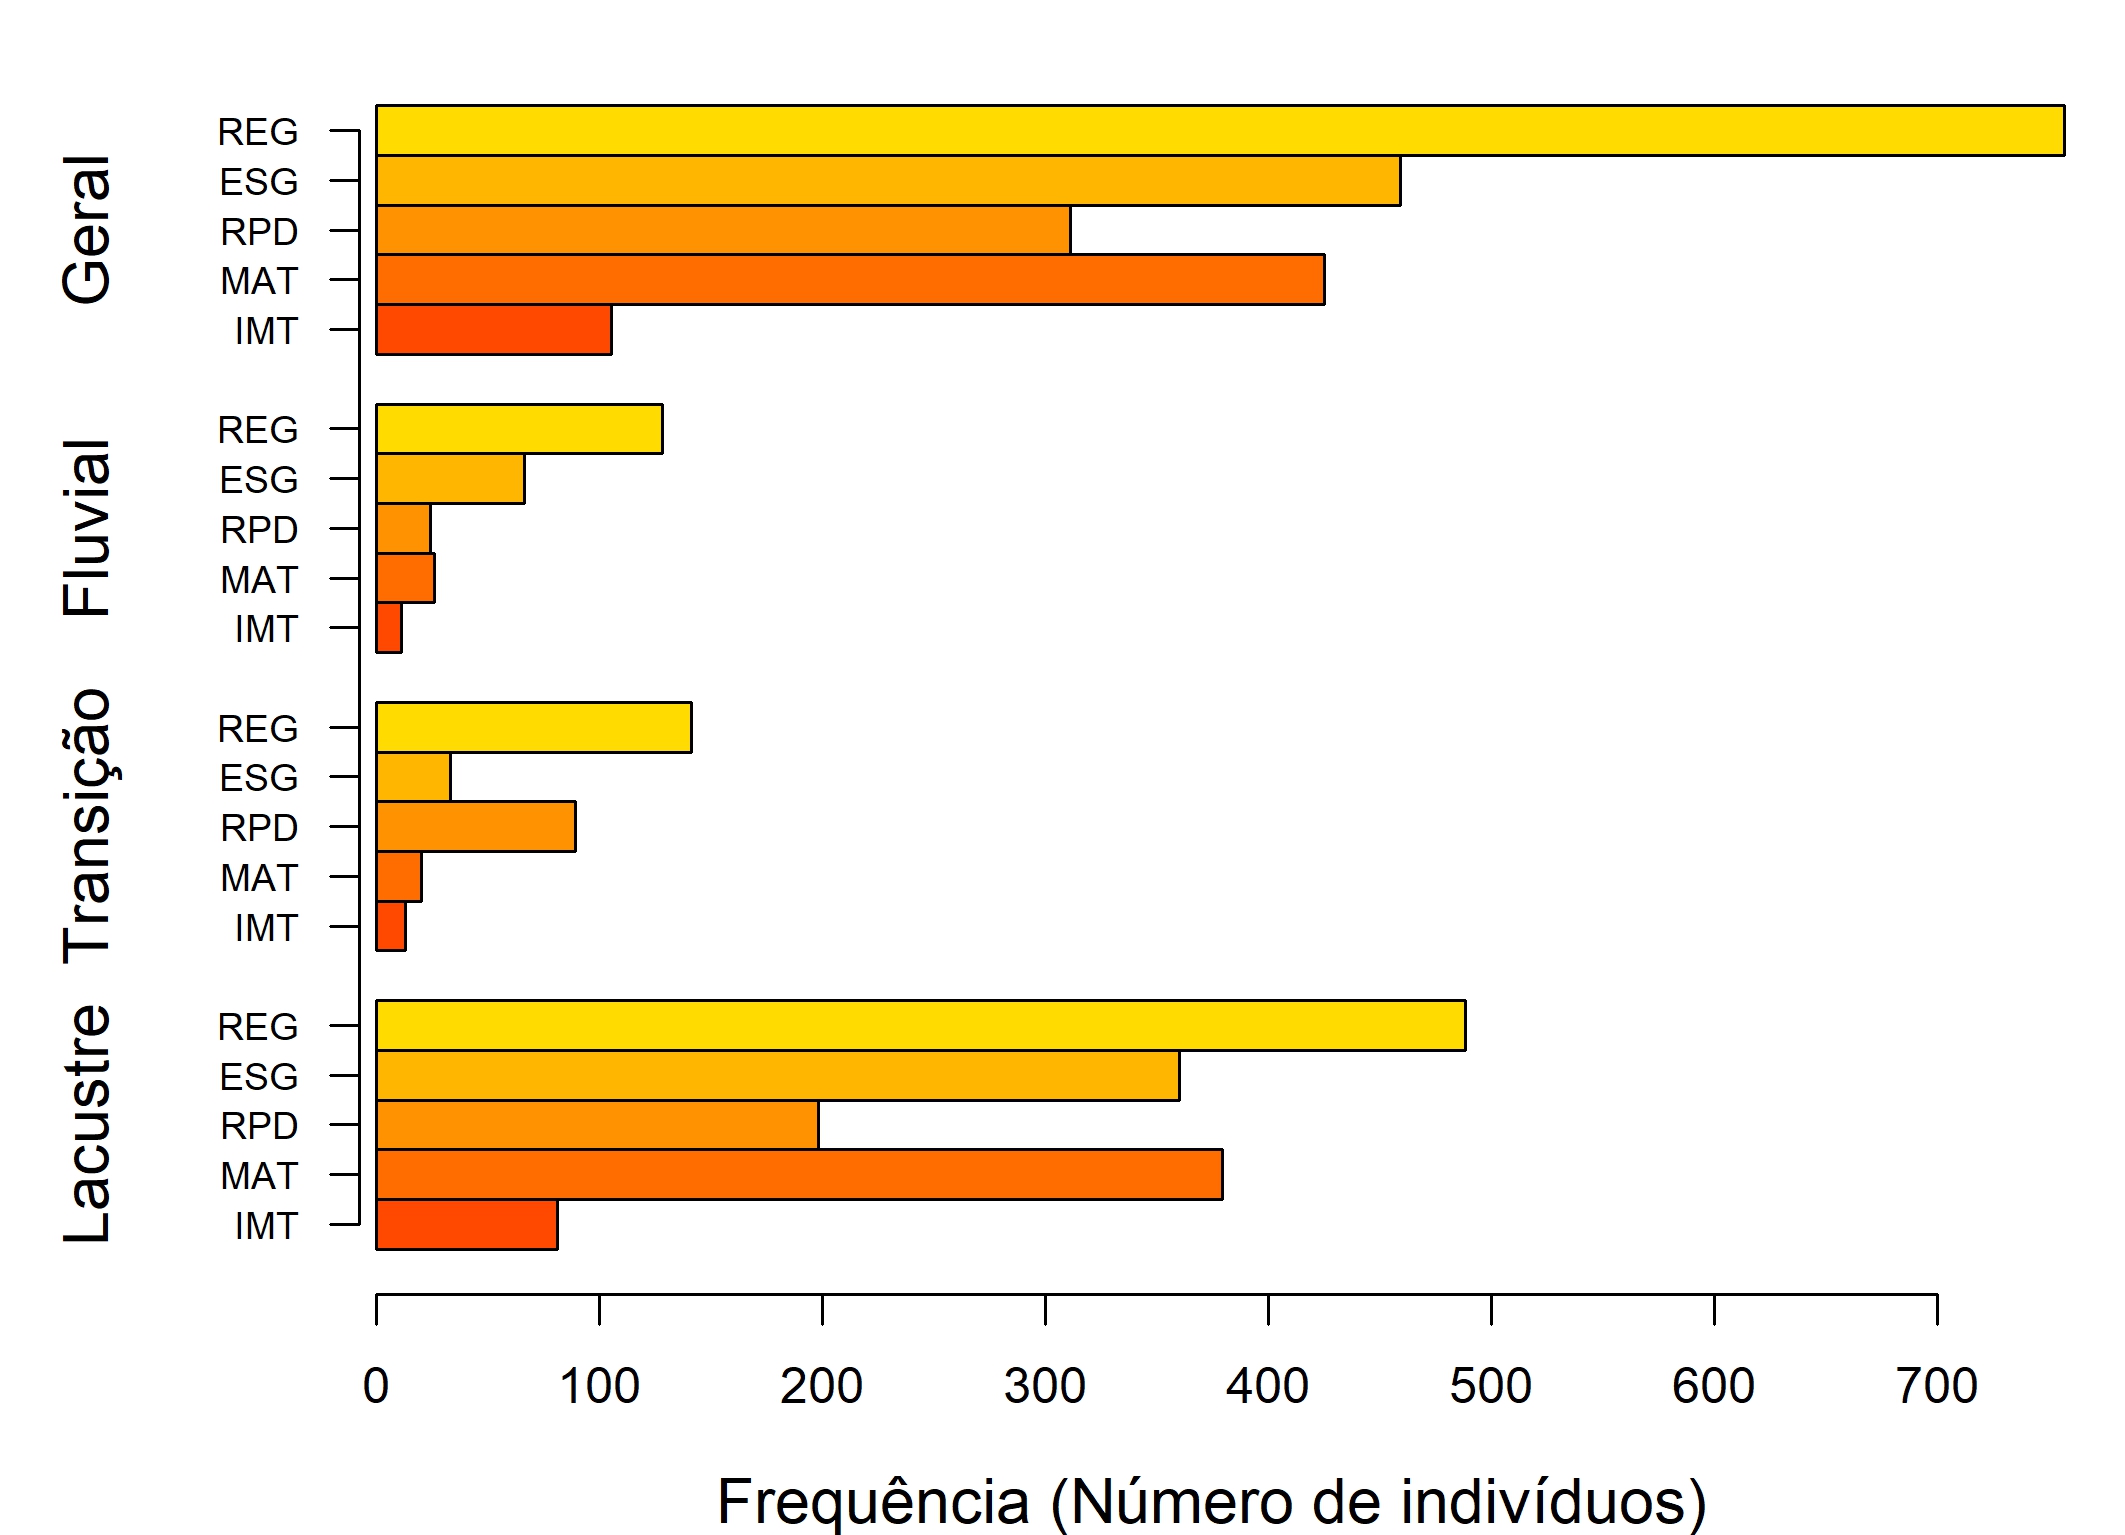 Geral
REG
ESG
RPD
MAT
IMT
Fluvial
REG
ESG
RPD
MAT
IMT
Transição
REG
ESG
RPD
MAT
IMT
Lacustre
REG
ESG
RPD
MAT
IMT
0 100 200 300 400 500 600 700
Frequência (Número de indivíduos)